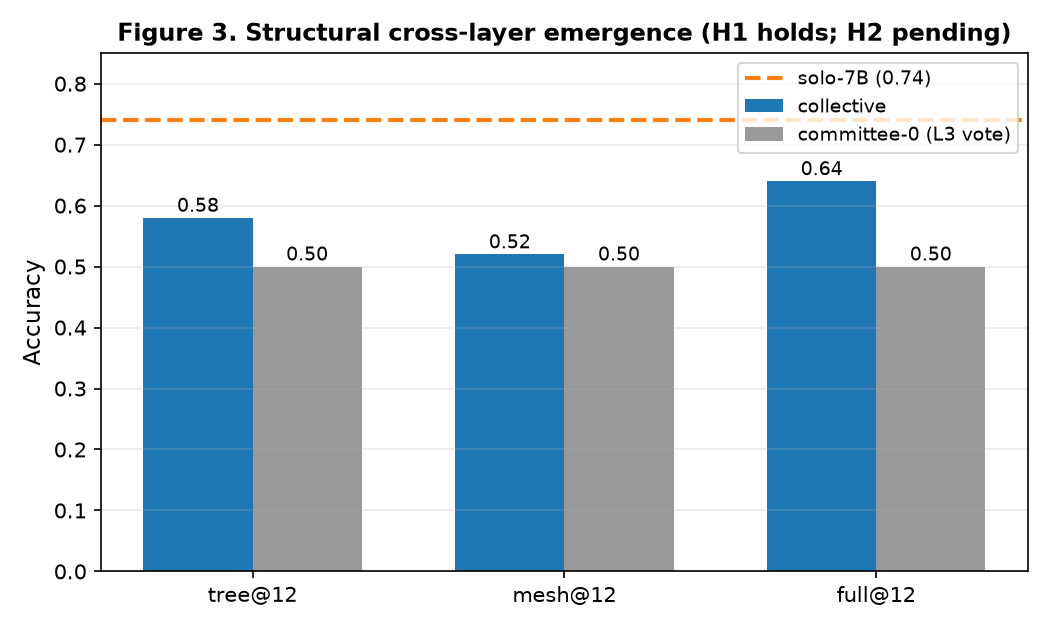 Figure 3. Structural cross-layer emergence (H1 holds; H2 pending)
solo-7B (0.74)
collective
committee-0 (L3 vote)
Accuracy
0.8
0.7
0.6
0.5
0.4
0.3
0.2
0.1
0.0
0.58
0.50
0.52
0.50
0.64
0.50
tree@12
mesh@12
full@12